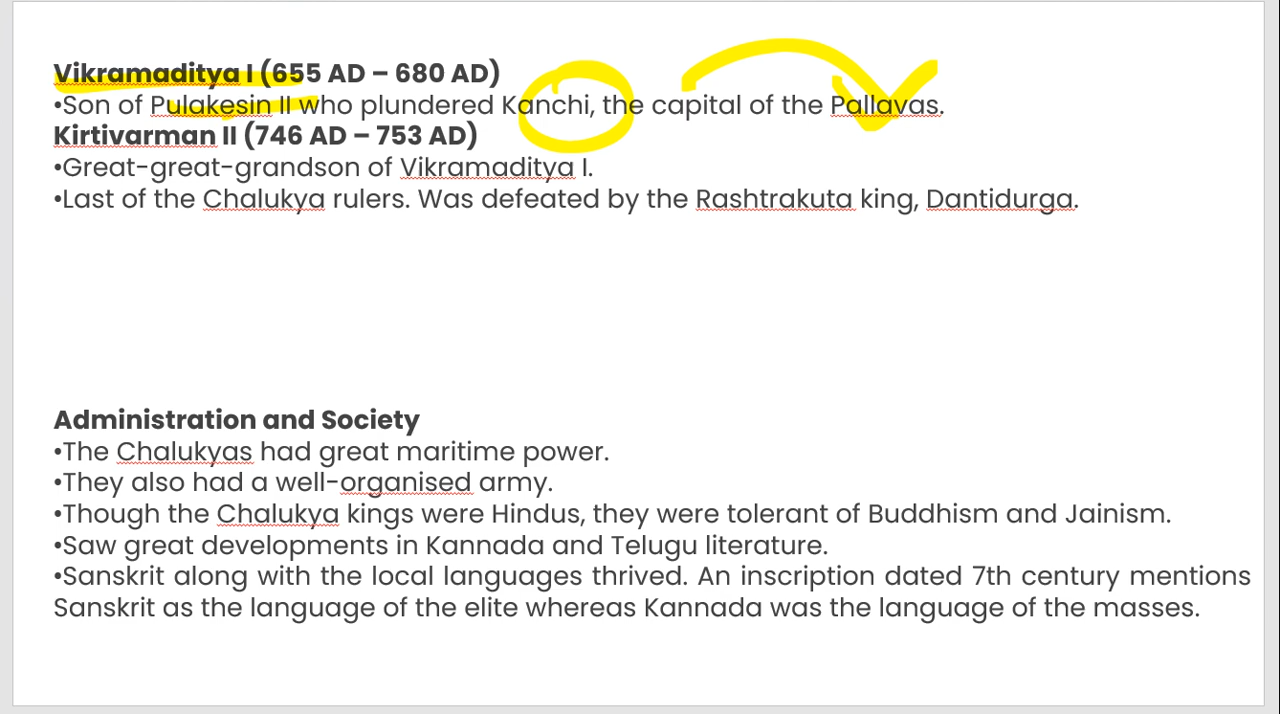 Vikramaditya I (655 AD – 680 AD)
•Son of Pulakesin II who plundered Kanchi, the capital of the Pallavas.
Kirtivarman II (746 AD – 753 AD)
•Great-great-grandson of Vikramaditya I.
•Last of the Chalukya rulers. Was defeated by the Rashtrakuta king, Dantidurga.
Administration and Society
•The Chalukyas had great maritime power.
•They also had a well-organised army.
•Though the Chalukya kings were Hindus, they were tolerant of Buddhism and Jainism.
•Saw great developments in Kannada and Telugu literature.
•Sanskrit along with the local languages thrived. An inscription dated 7th century mentions
Sanskrit as the language of the elite whereas Kannada was the language of the masses.